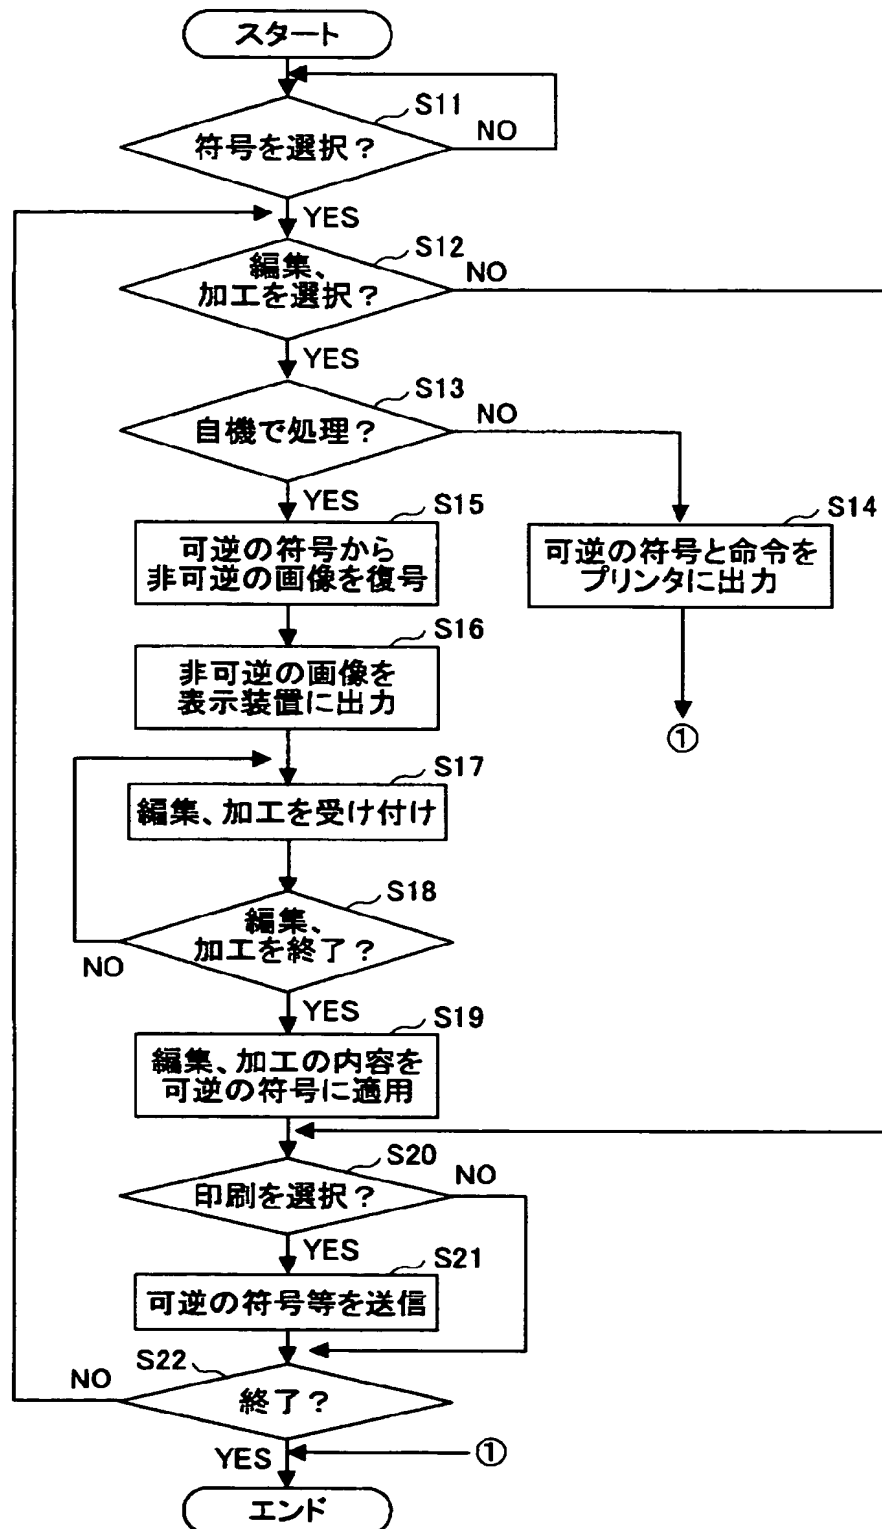 スタート
S11
符号を選択？
NO
YES
S12
編集、
加工を選択？
NO
YES
S13
自機で処理？
NO
YES
S15
可逆の符号から
非可逆の画像を復号
S14
可逆の符号と命令を
プリンタに出力
①
S16
非可逆の画像を
表示装置に出力
S17
編集、加工を受け付け
S18
編集、
加工を終了？
NO
YES
S19
編集、加工の内容を
可逆の符号に適用
S20
印刷を選択？
NO
YES
S21
可逆の符号等を送信
S22
終了？
NO
YES
①
エンド